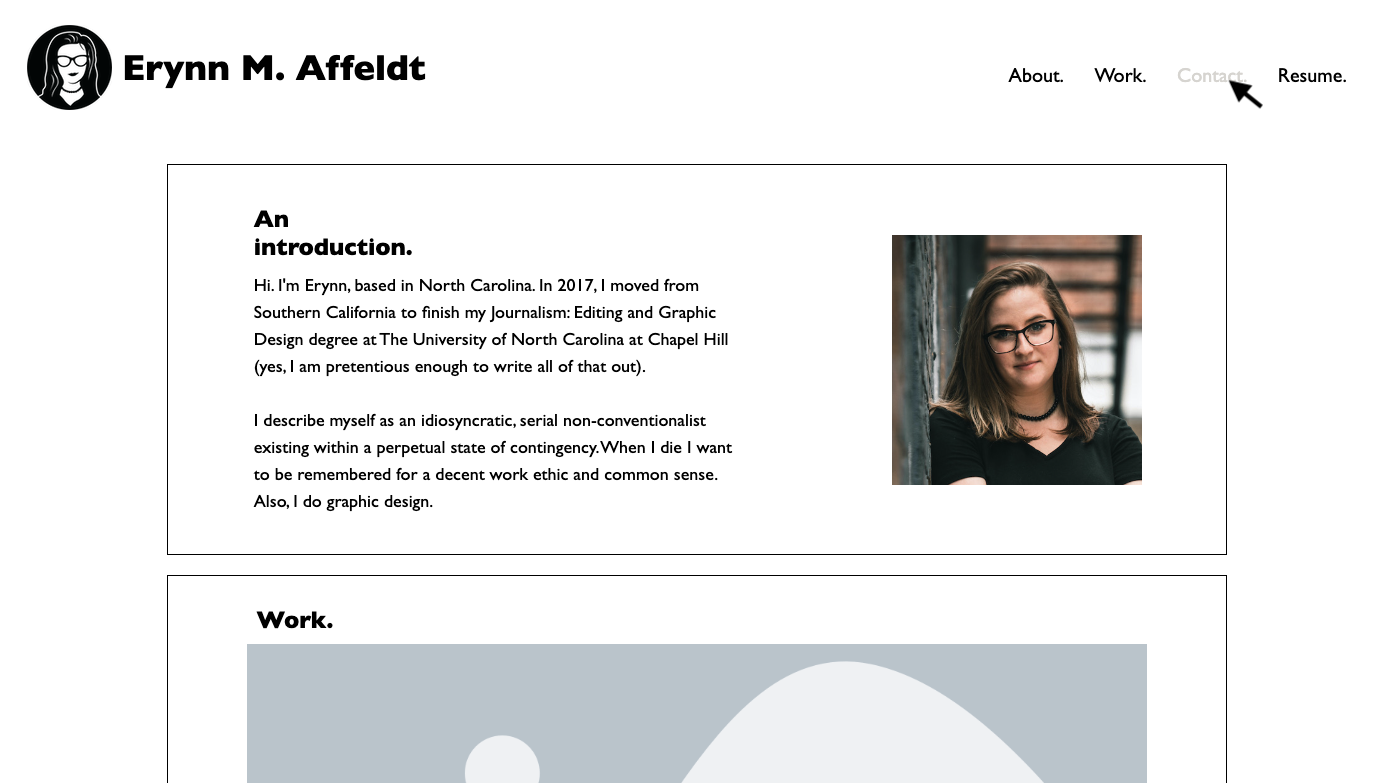 Erynn M. Affeldt
About. Work. Contact. Resume.
An
introduction.
Hi. I'm Erynn, based in North Carolina. In 2017, I moved from
Southern California to finish my Journalism: Editing and Graphic
Design degree at The University of North Carolina at Chapel Hill
(yes, I am pretentious enough to write all of that out).
I describe myself as an idiosyncratic, serial non-conventionalist
existing within a perpetual state of contingency. When I die I want
to be remembered for a decent work ethic and common sense.
Also, I do graphic design.
Work.